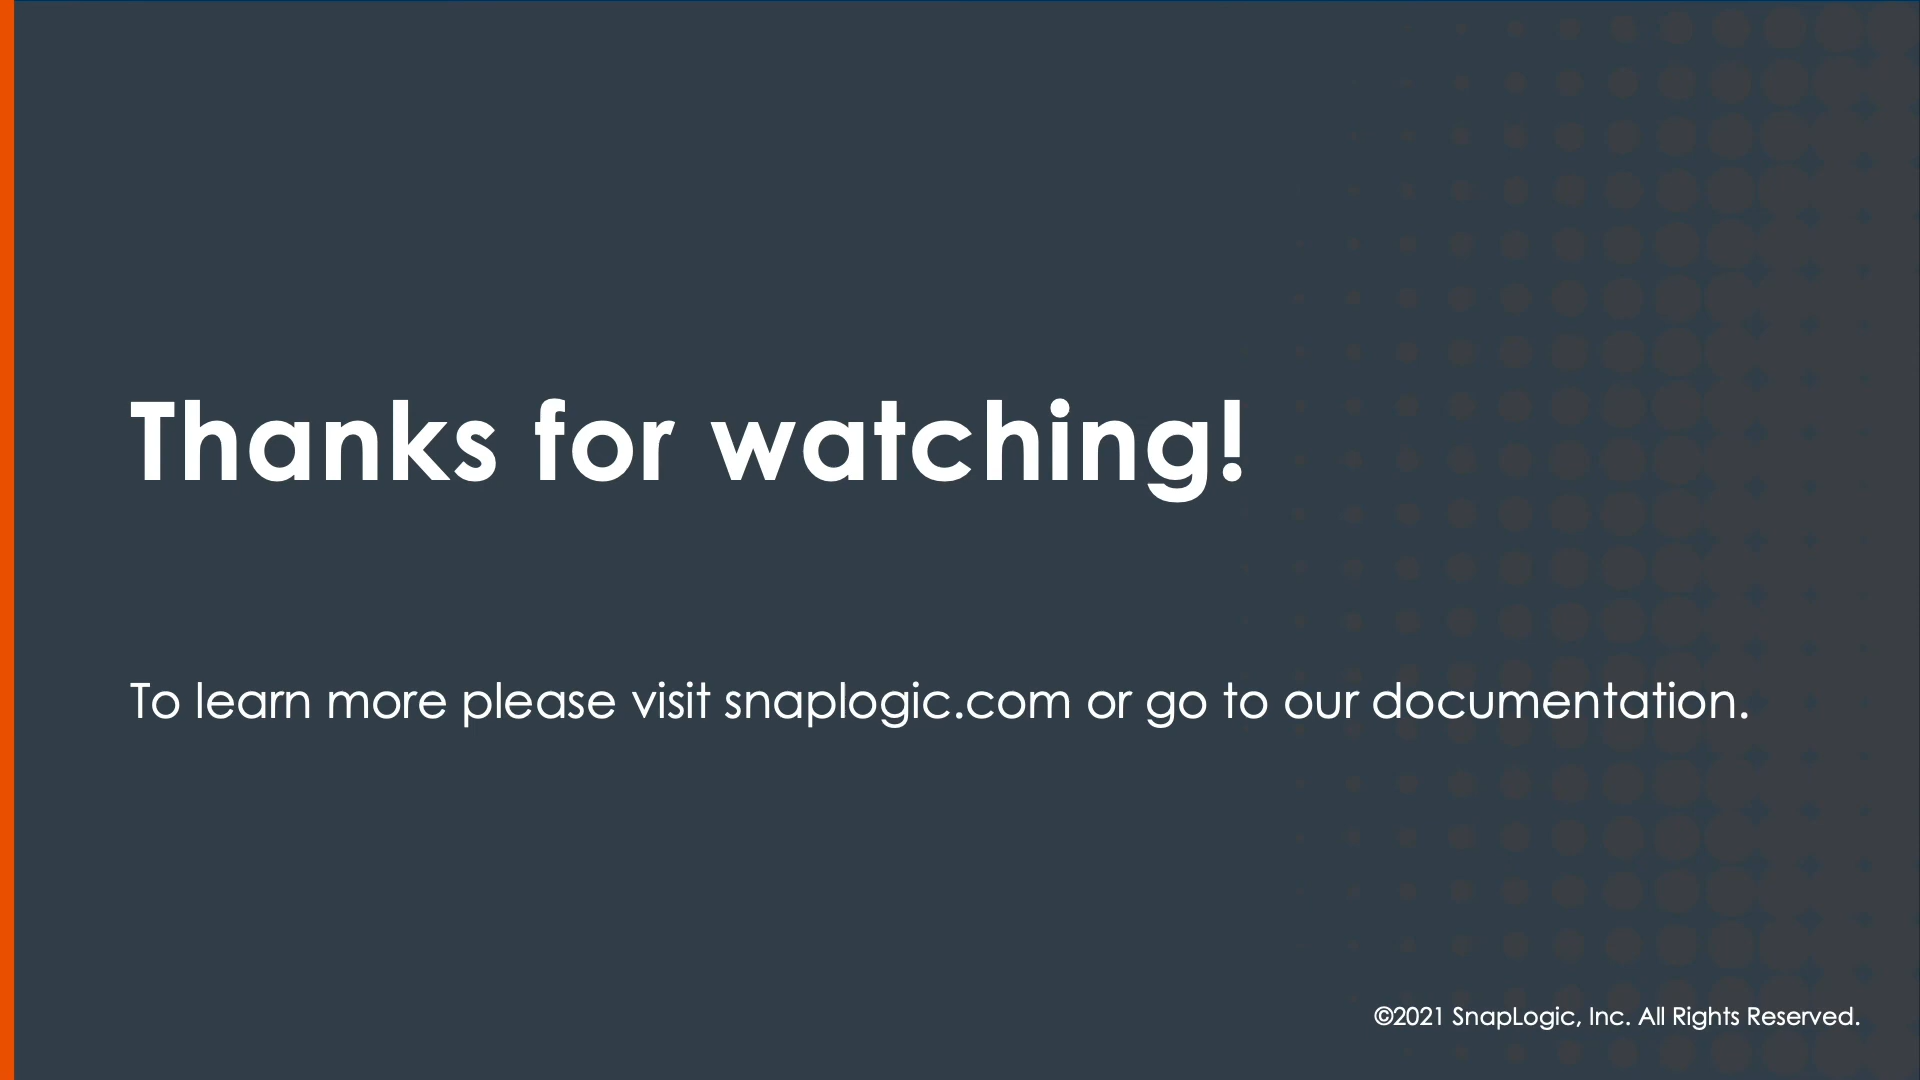 Thanks for watching!
To learn more please visit snaplogic.com or go to our documentation.
©2021 SnapLogic, Inc. All Rights Reserved.